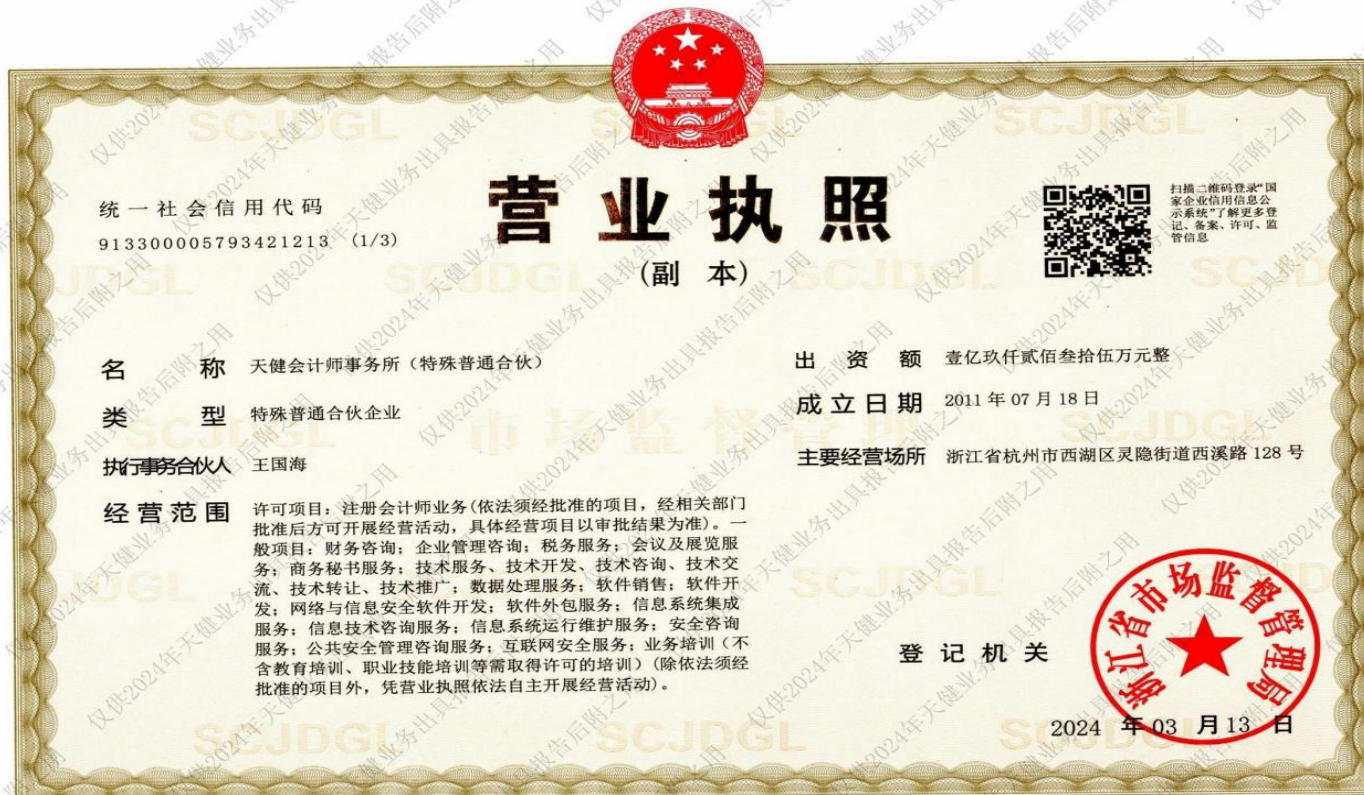 营业执照
(副 本)
统一社会信用代码
913300005793421213 (1/3)
扫描二维码登录“国
家企业信用信息公
示系统”了解更多登
记、备案、许可、监
管信息
名 称 天健会计师事务所（特殊普通合伙）
类 型 特殊普通合伙企业
执行事务合伙人 王国海
经营范围 许可项目：注册会计师业务(依法须经批准的项目，经相关部门
批准后方可开展经营活动，具体经营项目以审批结果为准)。一
般项目：财务咨询；企业管理咨询；税务服务；会议及展览服
务；商务秘书服务；技术服务、技术开发、技术咨询、技术交
流、技术转让、技术推广；数据处理服务；软件销售；软件开
发；网络与信息安全软件开发；软件外包服务；信息系统集成
服务；信息技术咨询服务；信息系统运行维护服务；安全咨询
服务；公共安全管理咨询服务；互联网安全服务；业务培训（不
含教育培训、职业技能培训等需取得许可的培训）(除依法须经
批准的项目外，凭营业执照依法自主开展经营活动)。
出 资 额 壹亿玖仟贰佰叁拾伍万元整
成立日期 2011 年 07 月 18 日
主要经营场所 浙江省杭州市西湖区灵隐街道西溪路 128 号
登记机关
浙江省市场监督管理局
2024 年 03 月 13 日
SCJDGL
市场监督管理
仅供2024年天健业务出具报告后附之用